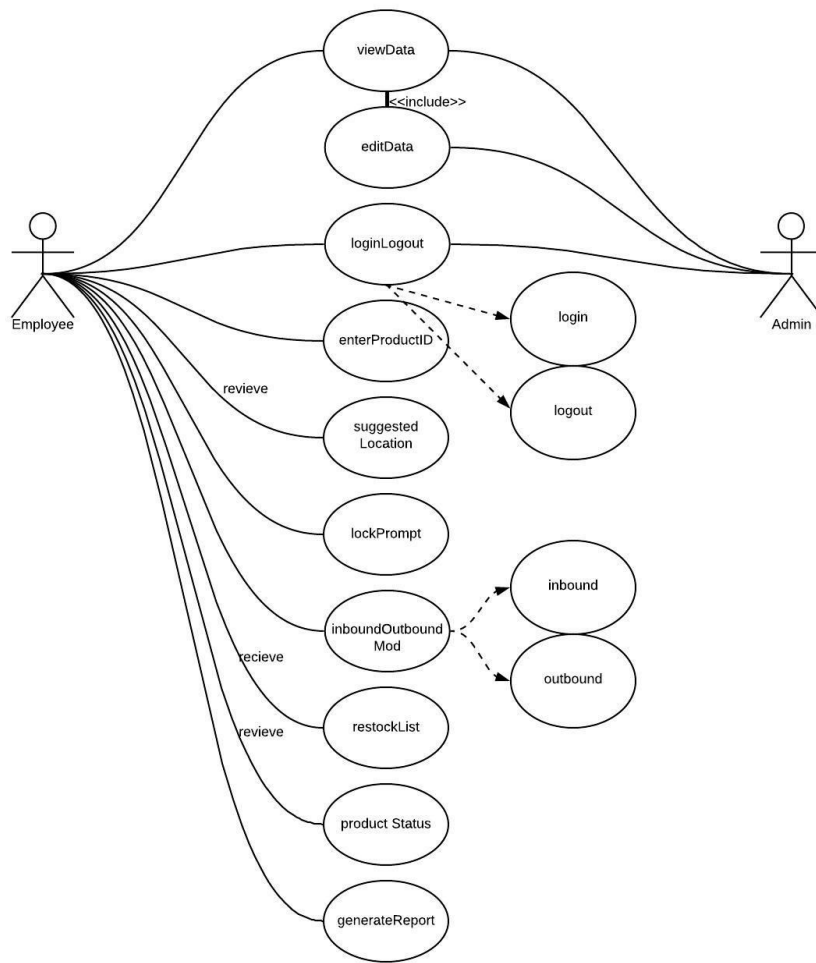 viewData
<<include>>
editData
loginLogout
login
Employee
Admin
enterProductID
revieve
logout
suggested
Location
lockPrompt
inbound
inboundOutbound
Mod
recieve
outbound
restockList
revieve
product Status
generateReport